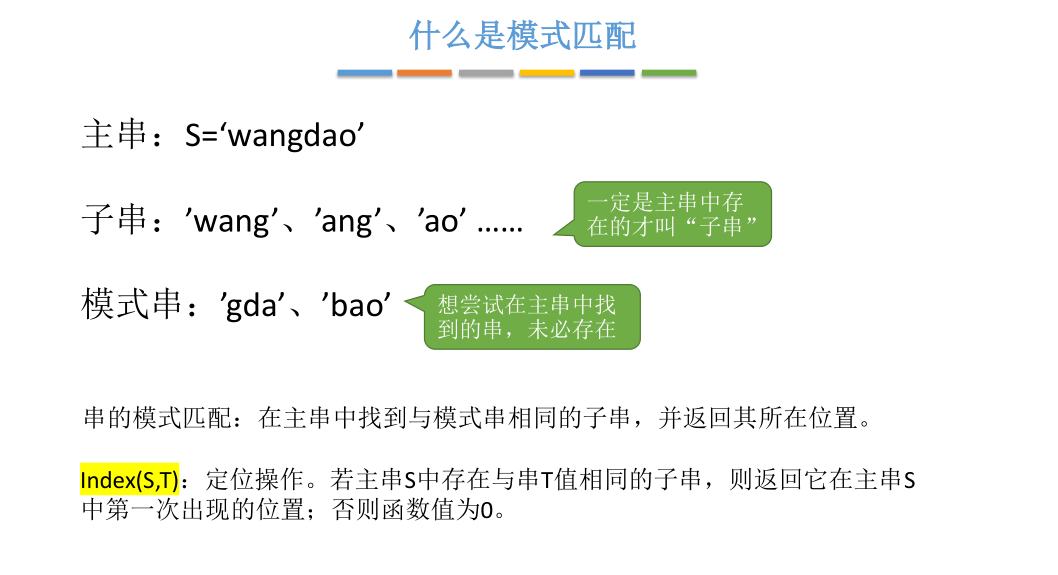 什么是模式匹配
主串：S=‘wangdao’
子串：’wang’、’ang’、’ao’ ……
一定是主串中存
在的才叫“子串”
模式串：’gda’、’bao’
想尝试在主串中找
到的串，未必存在
串的模式匹配：在主串中找到与模式串相同的子串，并返回其所在位置。
Index(S,T)：定位操作。若主串S中存在与串T值相同的子串，则返回它在主串S
中第一次出现的位置；否则函数值为0。